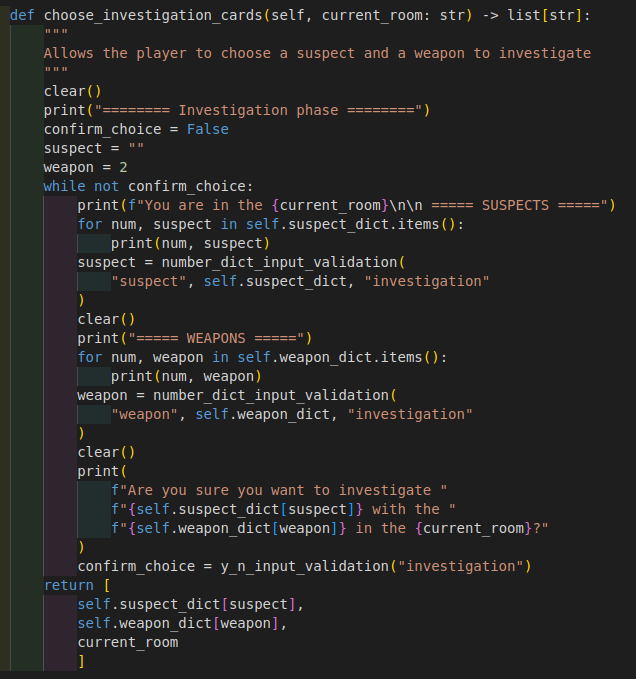 def choose_investigation_cards(self, current_room: str) -> list[str]:
    """
    Allows the player to choose a suspect and a weapon to investigate
    """
    clear()
    print("======== Investigation phase ========")
    confirm_choice = False
    suspect = ""
    weapon = 2
    while not confirm_choice:
        print(f"You are in the {current_room}\n\n ===== SUSPECTS =====")
        for num, suspect in self.suspect_dict.items():
            print(num, suspect)
        suspect = number_dict_input_validation(
            "suspect", self.suspect_dict, "investigation"
        )
        clear()
        print("===== WEAPONS =====")
        for num, weapon in self.weapon_dict.items():
            print(num, weapon)
        weapon = number_dict_input_validation(
            "weapon", self.weapon_dict, "investigation"
        )
        clear()
        print(
            f"Are you sure you want to investigate "
            f"{self.suspect_dict[suspect]} with the "
            f"{self.weapon_dict[weapon]} in the {current_room}?"
        )
        confirm_choice = y_n_input_validation("investigation")
    return [
        self.suspect_dict[suspect],
        self.weapon_dict[weapon],
        current_room
        ]